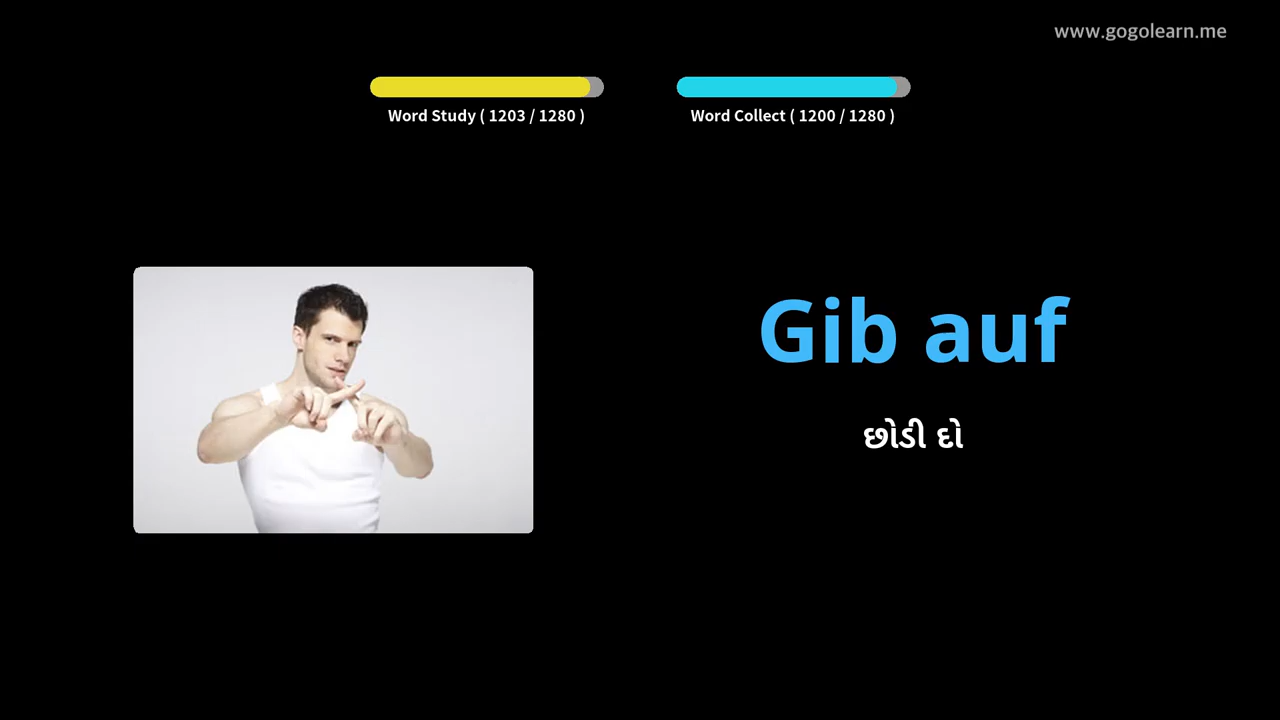 www.gogolearn.me
Word Study ( 1203 / 1280 )
Word Collect ( 1200 / 1280 )
Gib auf
છોડી દો